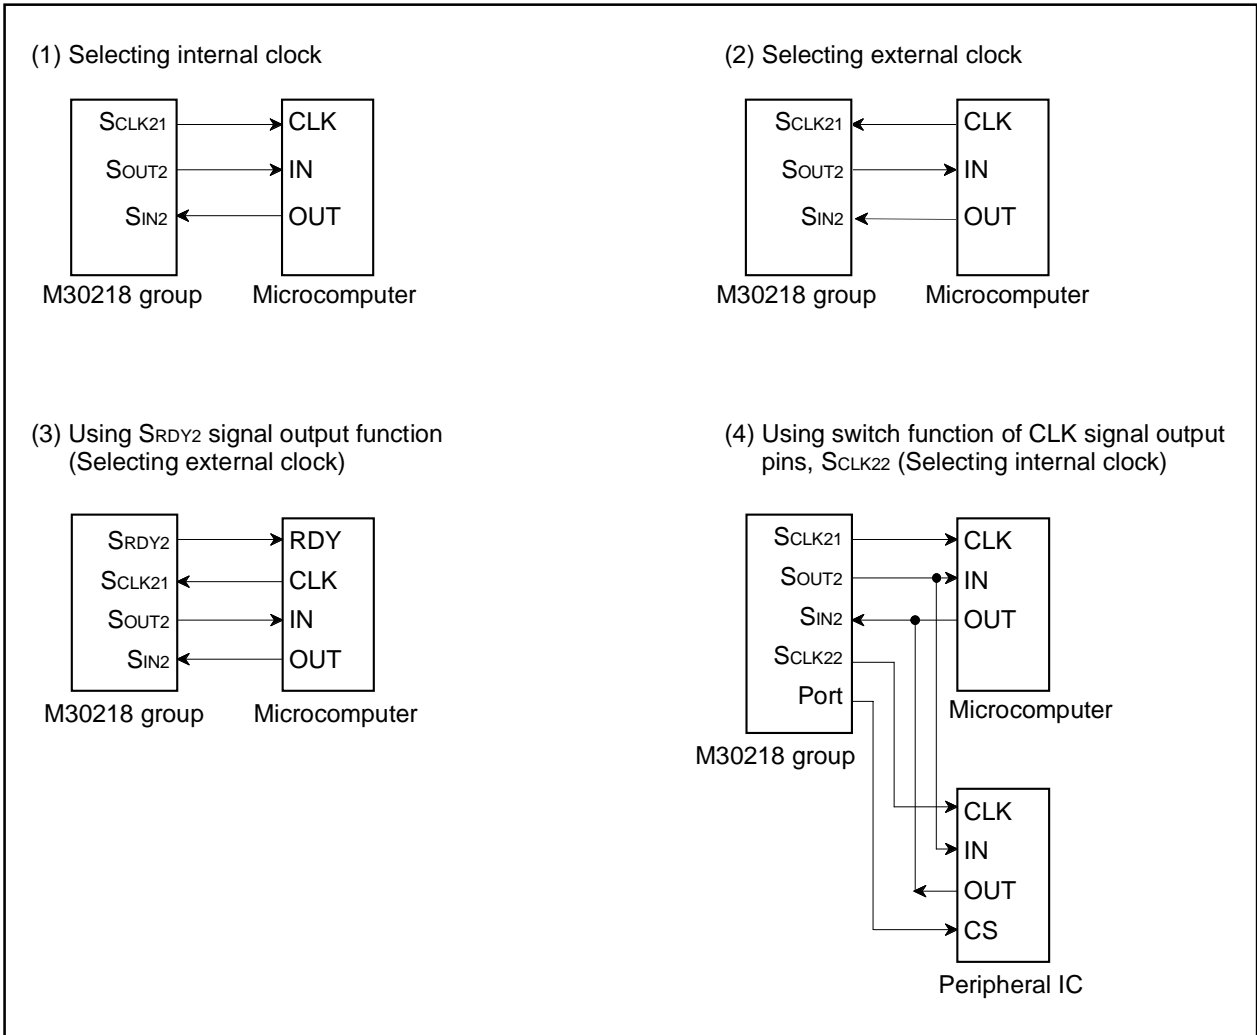 (1) Selecting internal clock
SCLK21
SOUT2
SIN2
CLK
IN
OUT
M30218 group
Microcomputer
(2) Selecting external clock
SCLK21
SOUT2
SIN2
CLK
IN
OUT
M30218 group
Microcomputer
(3) Using SRDY2 signal output function
(Selecting external clock)
SRDY2
SCLK21
SOUT2
SIN2
RDY
CLK
IN
OUT
M30218 group
Microcomputer
(4) Using switch function of CLK signal output
pins, SCLK22 (Selecting internal clock)
SCLK21
SOUT2
SIN2
SCLK22
Port
M30218 group
CLK
IN
OUT
Microcomputer
CLK
IN
OUT
CS
Peripheral IC